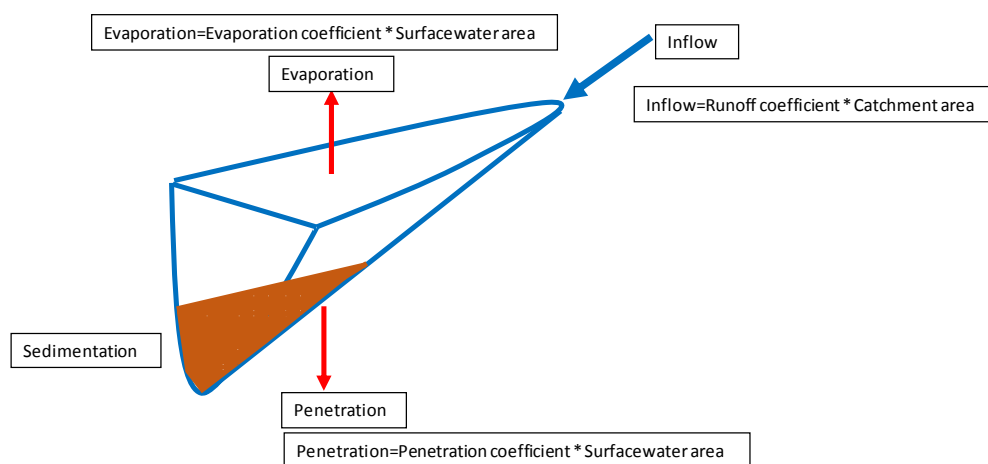 Evaporation=Evaporation coefficient * Surfacewater area
Evaporation
Inflow
Inflow=Runoff coefficient * Catchment area
Sedimentation
Penetration
Penetration=Penetration coefficient * Surfacewater area